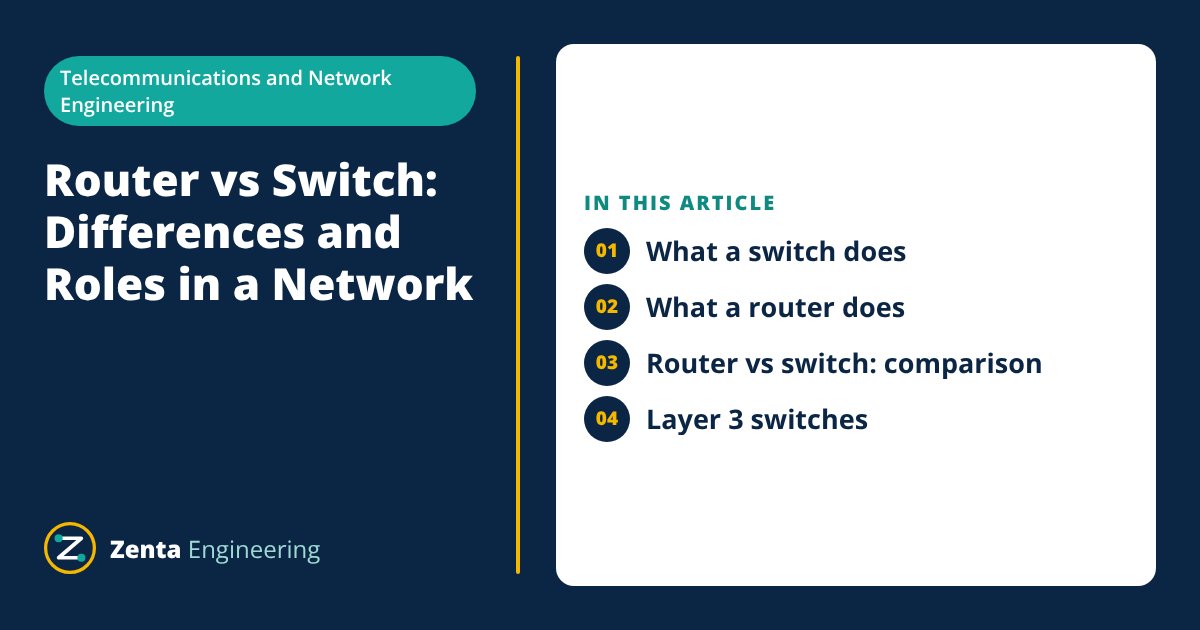 Telecommunications and Network
Engineering
Router vs Switch:
Differences and
Roles in a Network
Zenta Engineering
IN THIS ARTICLE
01 What a switch does
02 What a router does
03 Router vs switch: comparison
04 Layer 3 switches